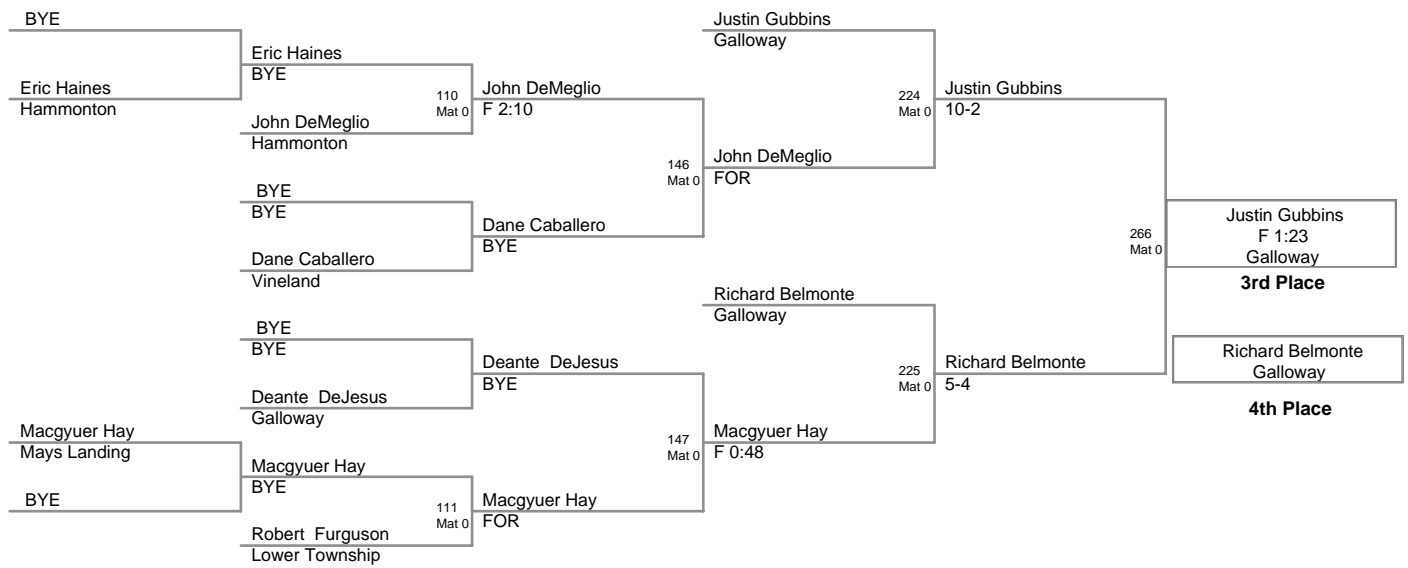 BYE
Eric Haines
Hammonton
Eric Haines
BYE
John DeMeglio
Hammonton
110
Mat 0
John DeMeglio
F 2:10
BYE
BYE
Dane Caballero
Vineland
Dane Caballero
BYE
146
Mat 0
Justin Gubbins
Galloway
John DeMeglio
FOR
224
Mat 0
Justin Gubbins
10-2
BYE
BYE
Deante  DeJesus
Galloway
Deante  DeJesus
BYE
Macgyuer Hay
Mays Landing
BYE
Macgyuer Hay
BYE
Robert  Furguson
Lower Township
111
Mat 0
Macgyuer Hay
FOR
147
Mat 0
Richard Belmonte
Galloway
Macgyuer Hay
F 0:48
225
Mat 0
Richard Belmonte
5-4
266
Mat 0
Justin Gubbins
F 1:23
Galloway
3rd Place
Richard Belmonte
Galloway
4th Place